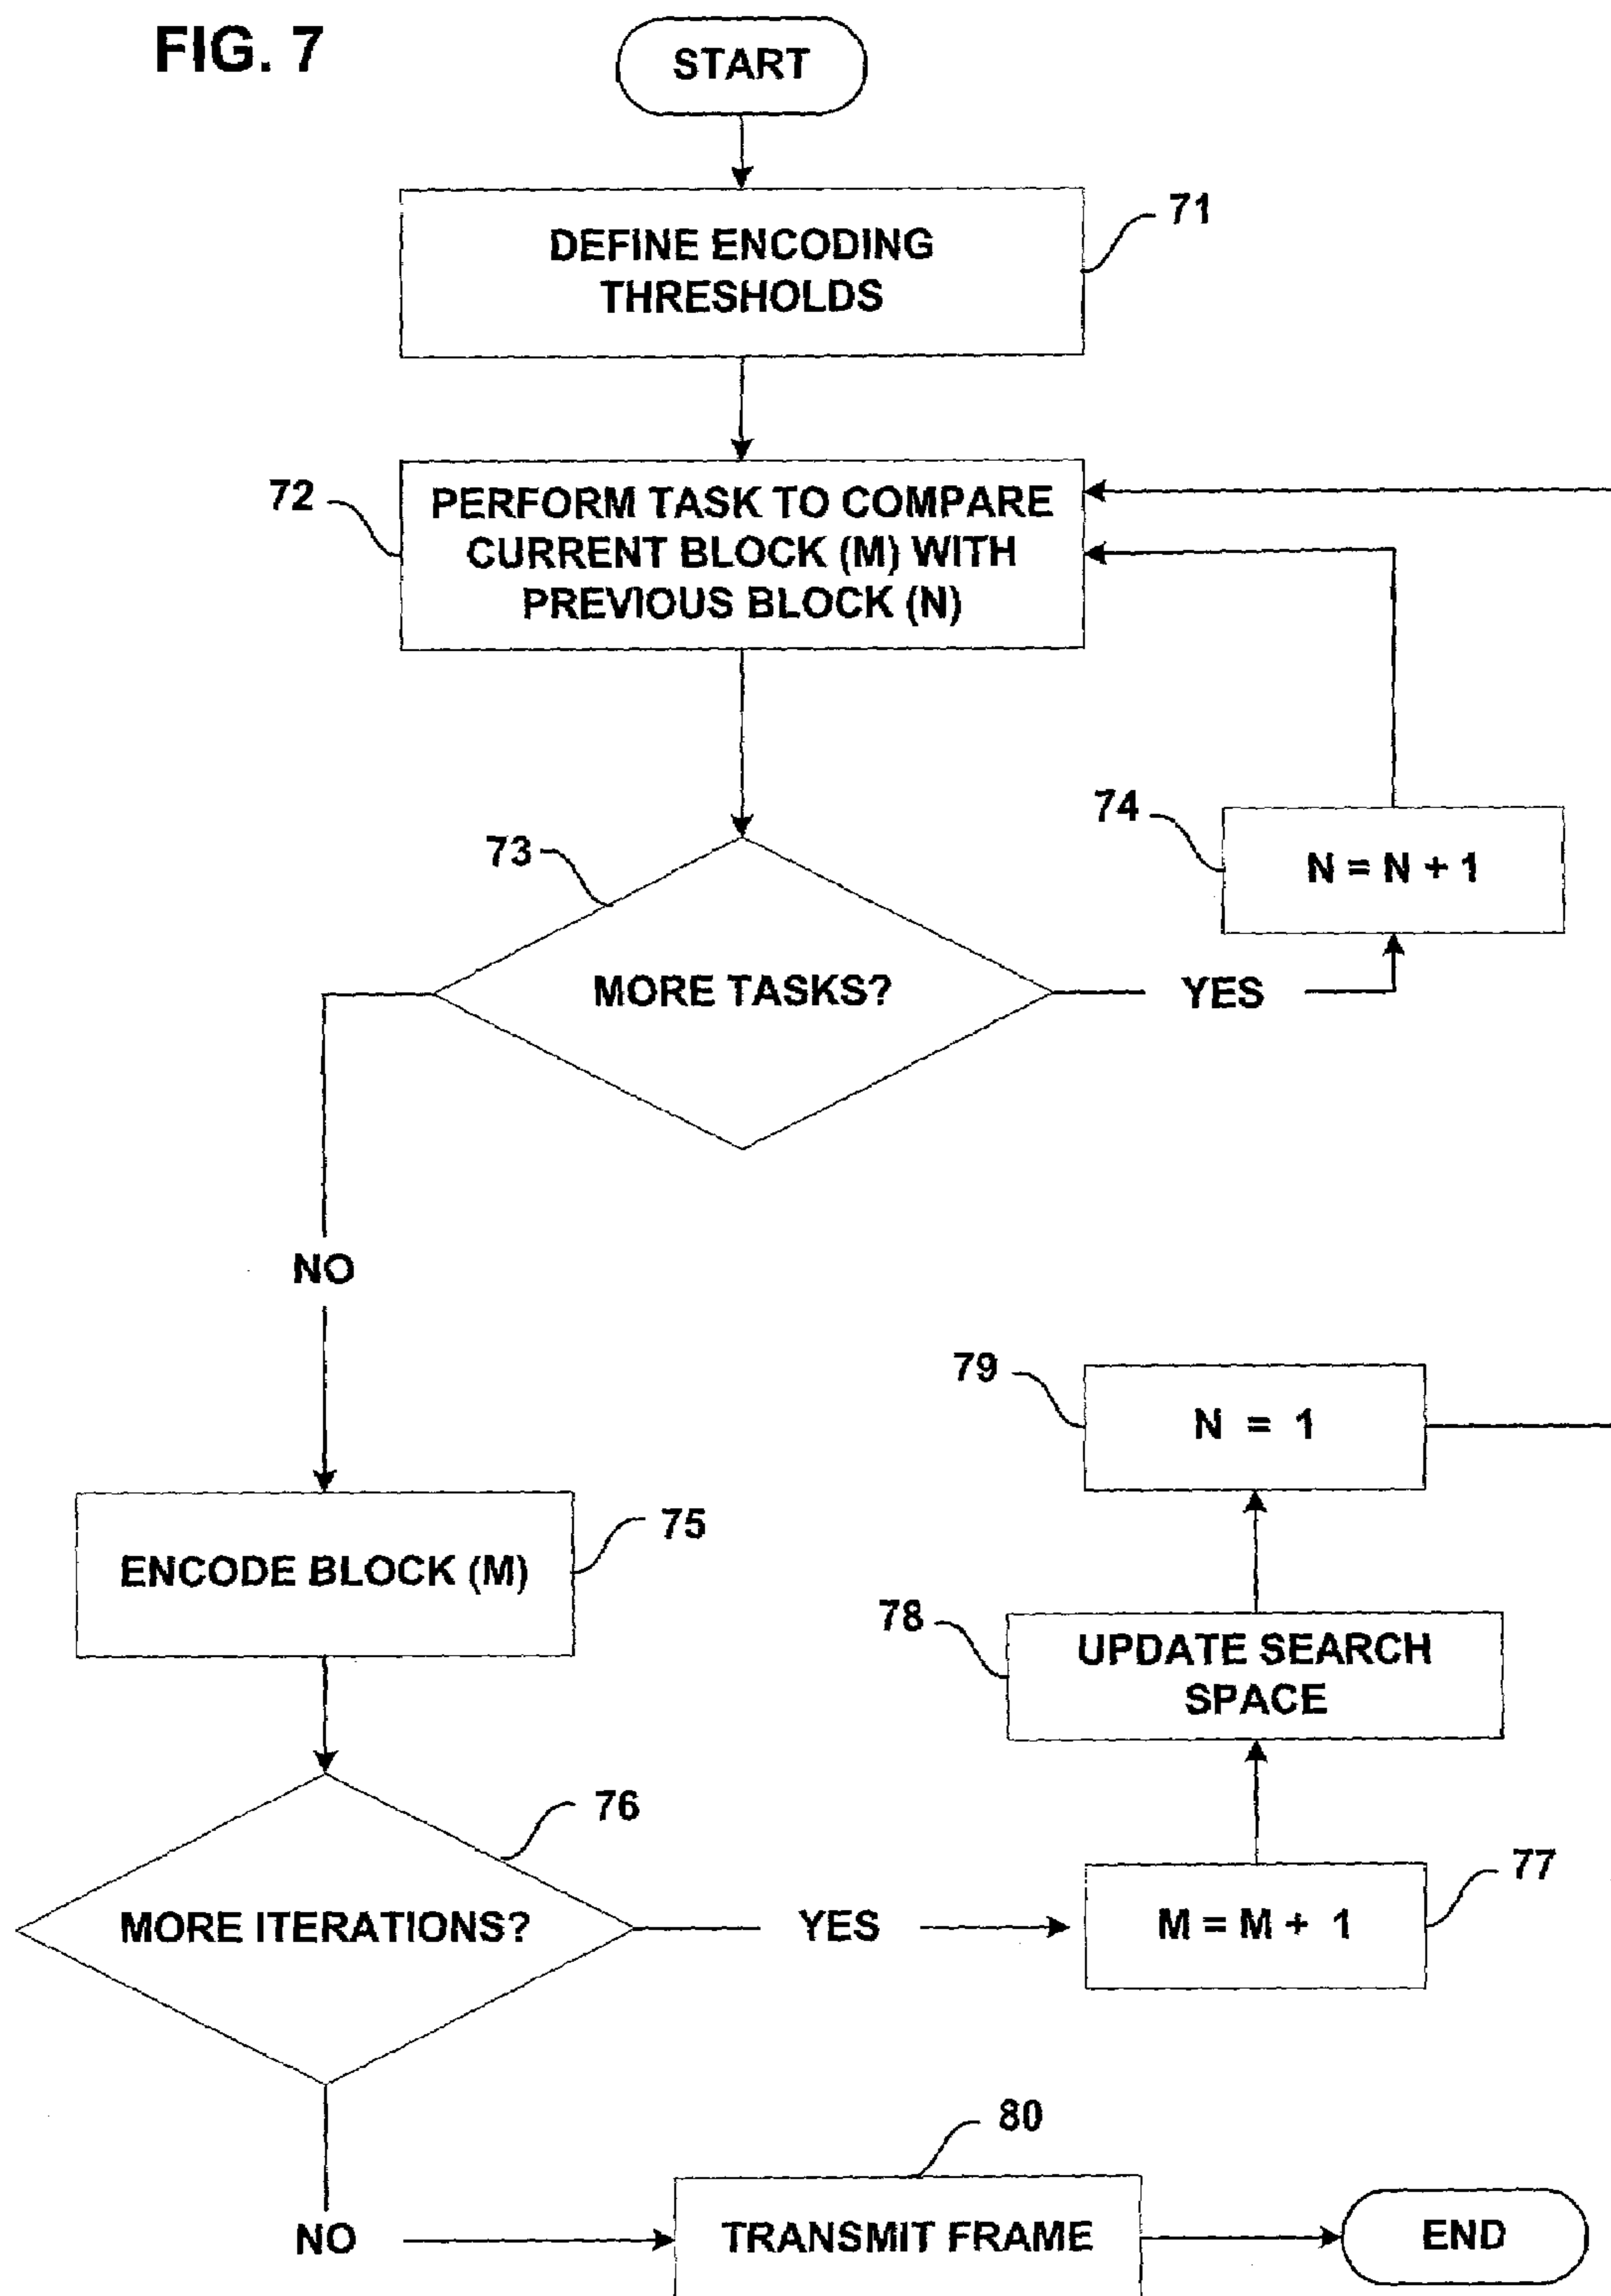 FIG. 7
START
71
DEFINE ENCODING
THRESHOLDS
72
PERFORM TASK TO COMPARE
CURRENT BLOCK (M) WITH
PREVIOUS BLOCK (N)
73
MORE TASKS?
YES
74
N = N + 1
NO
75
ENCODE BLOCK (M)
76
MORE ITERATIONS?
YES
77
M = M + 1
78
UPDATE SEARCH
SPACE
79
N = 1
NO
80
TRANSMIT FRAME
END